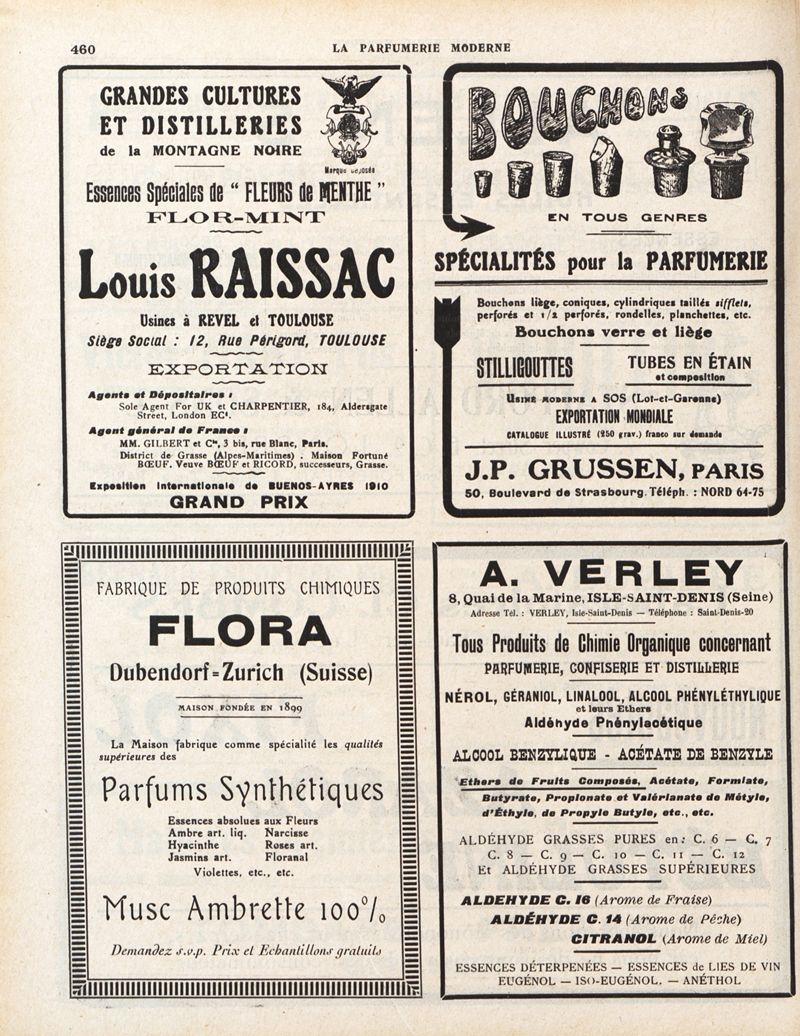 460
LA PARFUMERIE MODERNE
GRANDES CULTURES
ET DISTILLERIES
de la MONTAGNE NOIRE
Marque déposée
Essences Spéciales de " FLEURS de MENTHE "
FLOR-MINT
Louis RAISSAC
Usines à REVEL et TOULOUSE
Siège Social : 12, Rue Périgord, TOULOUSE
EXPORTATION
Agents et Dépositaires :
Sole Agent For UK et CHARPENTIER, 184, Aldersgate
Street, London EC⁴.
Agent général de France :
MM. GILBERT et Cⁱᵉ, 3 bis, rue Blanc, Paris.
District de Grasse (Alpes-Maritimes) . Maison Fortuné
BŒUF. Veuve BŒUF et RICORD, successeurs, Grasse.
Exposition Internationale de BUENOS-AYRES 1910
GRAND PRIX
BOUCHONS
EN TOUS GENRES
SPÉCIALITÉS pour la PARFUMERIE
Bouchons liège, coniques, cylindriques taillés sifflets,
perforés et 1/2 perforés, rondelles, planchettes, etc.
Bouchons verre et liège
STILLIGOUTTES
TUBES EN ÉTAIN
et composition
USINE MODERNE A SOS (Lot-et-Garonne)
EXPORTATION MONDIALE
CATALOGUE ILLUSTRÉ (250 grav.) franco sur demande
J.P. GRUSSEN, PARIS
50, Boulevard de Strasbourg. Téléph. : NORD 64-75
FABRIQUE DE PRODUITS CHIMIQUES
FLORA
Dubendorf=Zurich (Suisse)
MAISON FONDÉE EN 1899
La Maison fabrique comme spécialité les qualités
supérieures des
Parfums Synthétiques
Essences absolues aux Fleurs
Ambre art. liq. Narcisse
Hyacinthe Roses art.
Jasmins art. Floranal
Violettes, etc., etc.
Musc Ambrette 100%
Demandez s.v.p. Prix et Echantillons gratuits
A. VERLEY
8, Quai de la Marine, ISLE-SAINT-DENIS (Seine)
Adresse Tél. : VERLEY, Isle-Saint-Denis — Téléphone : Saint-Denis-20
Tous Produits de Chimie Organique concernant
PARFUMERIE, CONFISERIE ET DISTILLERIE
NÉROL, GÉRANIOL, LINALOOL, ALCOOL PHÉNYLÉTHYLIQUE
et leurs Ethers
Aldéhyde Phénylacétique
ALCOOL BENZYLIQUE - ACÉTATE DE BENZYLE
Ethers de Fruits Composés, Acétate, Formiate,
Butyrate, Propionate et Valérianate de Métyle,
d'Éthyle, de Propyle Butyle, etc., etc.
ALDÉHYDE GRASSES PURES en : C. 6 — C. 7
C. 8 — C. 9 — C. 10 — C. 11 — C. 12
Et ALDÉHYDE GRASSES SUPÉRIEURES
ALDEHYDE C. 16 (Arome de Fraise)
ALDÉHYDE C. 14 (Arome de Pêche)
CITRANOL (Arome de Miel)
ESSENCES DÉTERPENÉES — ESSENCES de LIES DE VIN
EUGÉNOL — ISO-EUGÉNOL. — ANÉTHOL